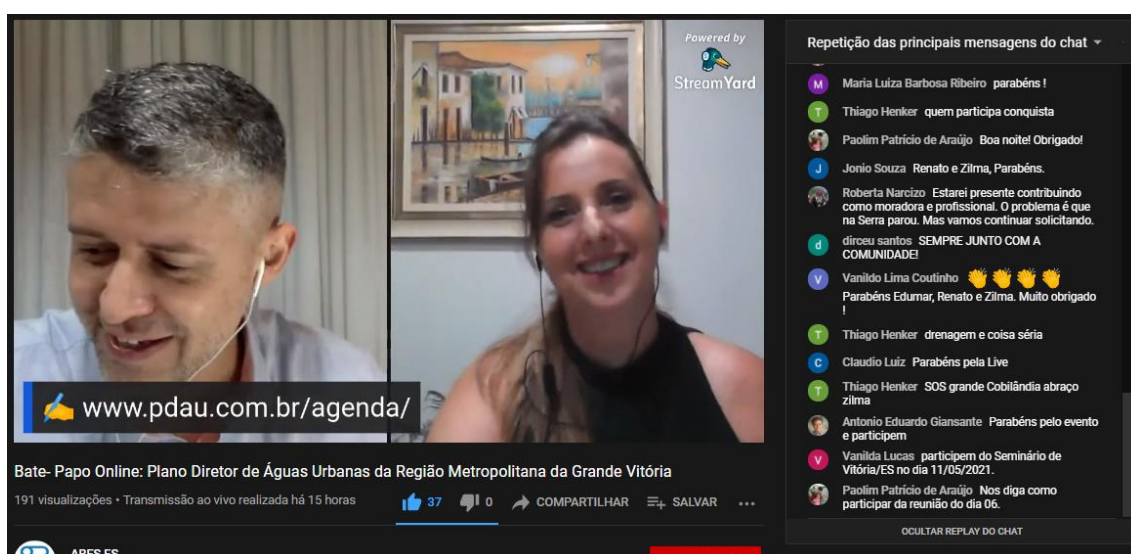 Powered by
StreamYard
www.pdau.com.br/agenda/
Bate- Papo Online: Plano Diretor de Águas Urbanas da Região Metropolitana da Grande Vitória
191 visualizações • Transmissão ao vivo realizada há 15 horas
37
0
COMPARTILHAR
SALVAR
Repetição das principais mensagens do chat
M
Maria Luiza Barbosa Ribeiro parabéns !
T
Thiago Henker quem participa conquista
Paolim Patrício de Araújo Boa noite! Obrigado!
J
Jonio Souza Renato e Zilma, Parabéns.
Roberta Narcizo Estarei presente contribuindo
como moradora e profissional. O problema é que
na Serra parou. Mas vamos continuar solicitando.
d
dirceu santos SEMPRE JUNTO COM A
COMUNIDADE!
V
Vanildo Lima Coutinho 👏👏👏👏
Parabéns Edumar, Renato e Zilma. Muito obrigado
!
T
Thiago Henker drenagem e coisa séria
C
Claudio Luiz Parabéns pela Live
T
Thiago Henker SOS grande Cobilândia abraço
zilma
Antonio Eduardo Giansante Parabéns pelo evento
e participem
V
Vanilda Lucas participem do Seminário de
Vitória/ES no dia 11/05/2021.
Paolim Patrício de Araújo Nos diga como
participar da reunião do dia 06.
OCULTAR REPLAY DO CHAT